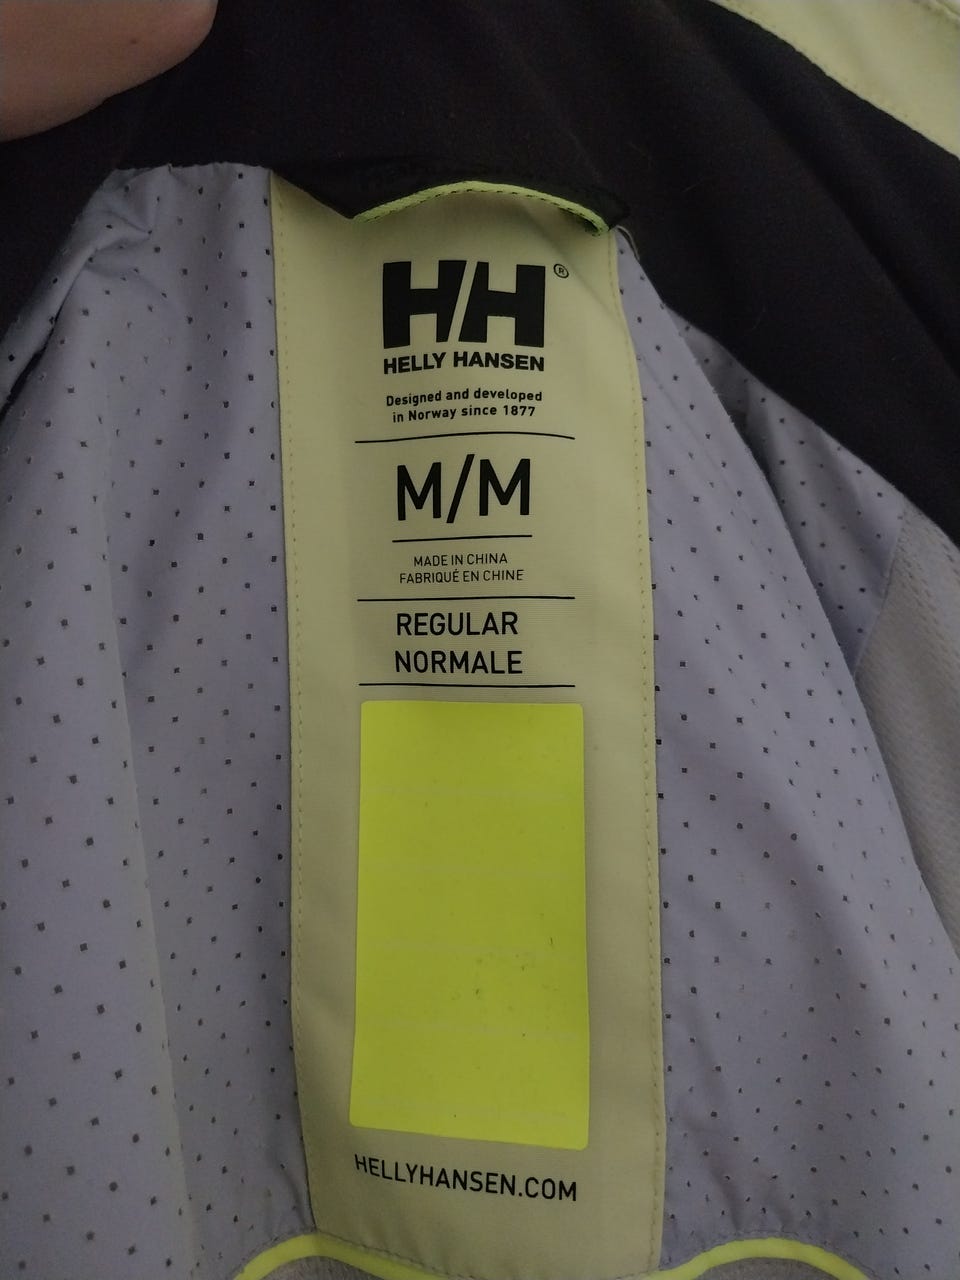 H/H®
HELLY HANSEN
Designed and developed
in Norway since 1877
M/M
MADE IN CHINA
FABRIQUÉ EN CHINE
REGULAR
NORMALE
HELLYHANSEN.COM